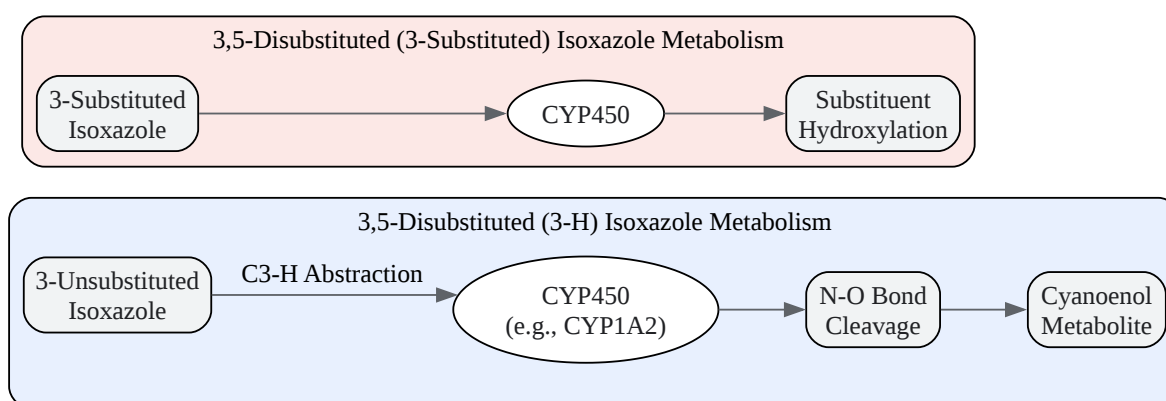 3,5-Disubstituted (3-Substituted) Isoxazole Metabolism
3-Substituted
Isoxazole
CYP450
Substituent
Hydroxylation
3,5-Disubstituted (3-H) Isoxazole Metabolism
3-Unsubstituted
Isoxazole
C3-H Abstraction
CYP450
(e.g., CYP1A2)
N-O Bond
Cleavage
Cyanoenol
Metabolite